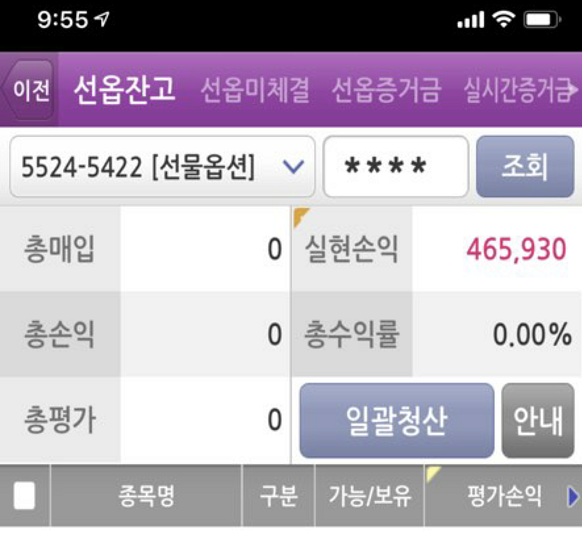 9:55
이전 선옵잔고 선옵미체결 선옵증거금 실시간증거금
5524-5422 [선물옵션] **** 조회
총매입 0 실현손익 465,930
총손익 0 총수익률 0.00%
총평가 0 일괄청산 안내
종목명 구분 가능/보유 평가손익